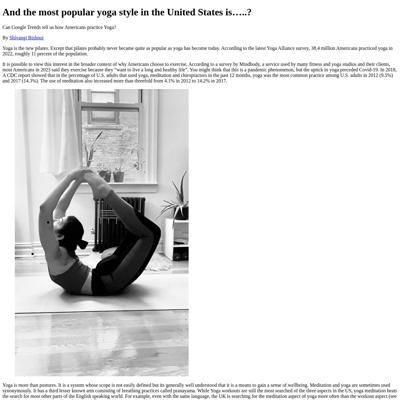 And the most popular yoga style in the United States is…..?
Can Google Trends tell us how Americans practice Yoga?
By Shivangi Bishnoi
Yoga is the new pilates. Except that pilates probably never became quite as popular as yoga has become today. According to the latest Yoga Alliance survey, 38.4 million Americans practiced yoga in
2022, roughly 11 percent of the population.
It is possible to view this interest in the broader context of why Americans choose to exercise. According to a survey by Mindbody, a service used by many fitness and yoga studios and their clients,
most Americans in 2023 said they exercise because they “want to live a long and healthy life”. You might think that this is a pandemic phenomenon, but the uptick in yoga preceded Covid-19. In 2018,
A CDC report showed that in the percentage of U.S. adults that used yoga, meditation and chiropractors in the past 12 months, yoga was the most common practice among U.S. adults in 2012 (9.5%)
and 2017 (14.3%). The use of meditation also increased more than threefold from 4.1% in 2012 to 14.2% in 2017.
Yoga is more than postures. It is a system whose scope is not easily defined but its generally well understood that it is a means to gain a sense of wellbeing. Meditation and yoga are sometimes used
synonymously. It has a third lesser known arm consisting of breathing practices called pranayama. While Yoga workouts are still the most searched of the three aspects in the US, yoga meditation beats
the search for most other parts of the English speaking world. For example, even with the same language, the UK is searching for the meditation aspect of yoga more often than the workout aspect (see